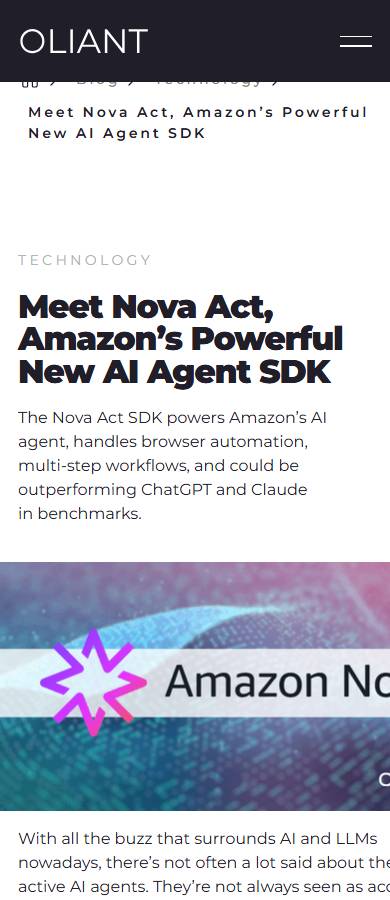 OLIANT
Blog Technology
Meet Nova Act, Amazon’s Powerful
New AI Agent SDK
TECHNOLOGY
Meet Nova Act,
Amazon’s Powerful
New AI Agent SDK
The Nova Act SDK powers Amazon’s AI
agent, handles browser automation,
multi-step workflows, and could be
outperforming ChatGPT and Claude
in benchmarks.
Amazon No
With all the buzz that surrounds AI and LLMs
nowadays, there’s not often a lot said about the
active AI agents. They’re not always seen as acc